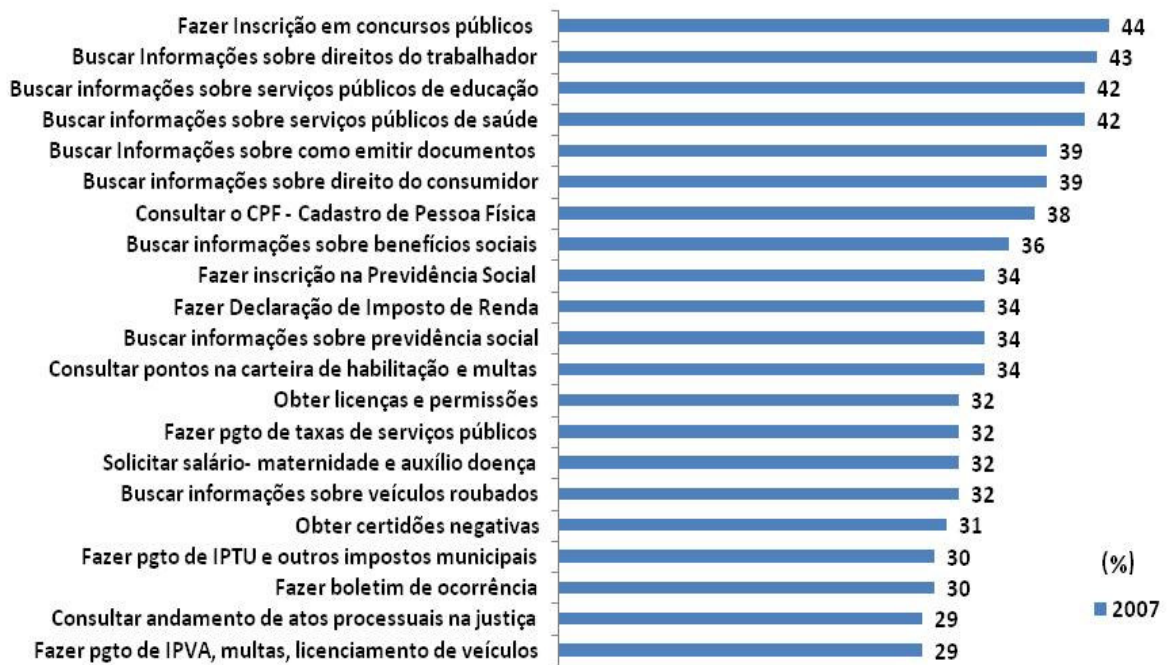 Fazer Inscrição em concursos públicos 44
Buscar Informações sobre direitos do trabalhador 43
Buscar informações sobre serviços públicos de educação 42
Buscar informações sobre serviços públicos de saúde 42
Buscar Informações sobre como emitir documentos 39
Buscar informações sobre direito do consumidor 39
Consultar o CPF - Cadastro de Pessoa Física 38
Buscar informações sobre benefícios sociais 36
Fazer inscrição na Previdência Social 34
Fazer Declaração de Imposto de Renda 34
Buscar informações sobre previdência social 34
Consultar pontos na carteira de habilitação e multas 34
Obter licenças e permissões 32
Fazer pgto de taxas de serviços públicos 32
Solicitar salário- maternidade e auxílio doença 32
Buscar informações sobre veículos roubados 32
Obter certidões negativas 31
Fazer pgto de IPTU e outros impostos municipais 30
Fazer boletim de ocorrência 30
Consultar andamento de atos processuais na justiça 29
Fazer pgto de IPVA, multas, licenciamento de veículos 29
(%)
2007